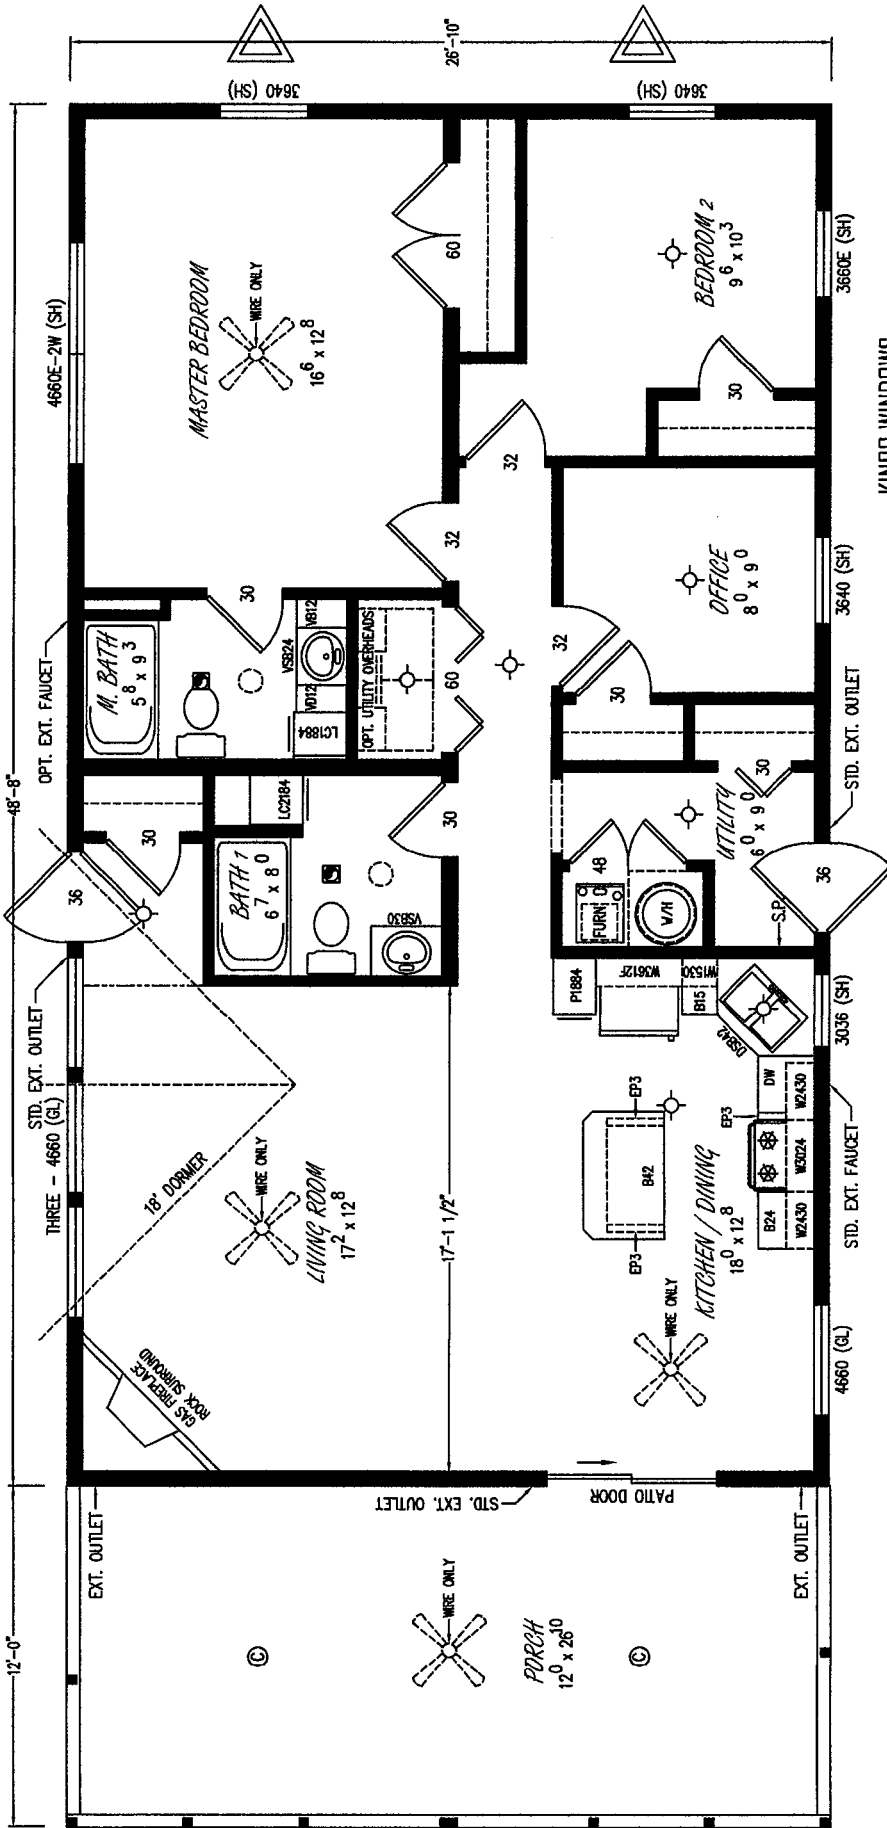 12'-0"
48'-8"
26'-10"
EXT. OUTLET
PORCH
12⁰ x 26¹⁰
WIRE ONLY
©
©
EXT. OUTLET
STD. EXT. OUTLET
PATIO DOOR
GAS FIREPLACE
ROCK SURROUND
18' DORMER
THREE - 4660 (GL)
STD. EXT. OUTLET
LIVING ROOM
17² x 12⁸
WIRE ONLY
17'-1 1/2"
KITCHEN / DINING
18⁰ x 12⁸
WIRE ONLY
EP3
B42
EP3
4660 (GL)
B24
W2430
W3024
EP3
DW
W2430
DSB42
B15
W1530
W3612F
P1884
STD. EXT. FAUCET
3036 (SH)
36
30
BATH 1
6⁷ x 8⁰
VSB30
LC2184
30
OPT. EXT. FAUCET
M. BATH
5⁸ x 9³
LC1884
VD12
VSB24
VB12
30
OPT. UTILITY OVERHEADS
60
FURN
W/H
48
UTILITY
6⁰ x 9⁰
S.P.
36
30
STD. EXT. OUTLET
30
32
OFFICE
8⁰ x 9⁰
3640 (SH)
32
32
MASTER BEDROOM
16⁶ x 12⁸
WIRE ONLY
4660E-2W (SH)
3640 (SH)
60
BEDROOM 2
9⁶ x 10³
30
3660E (SH)
3640 (SH)